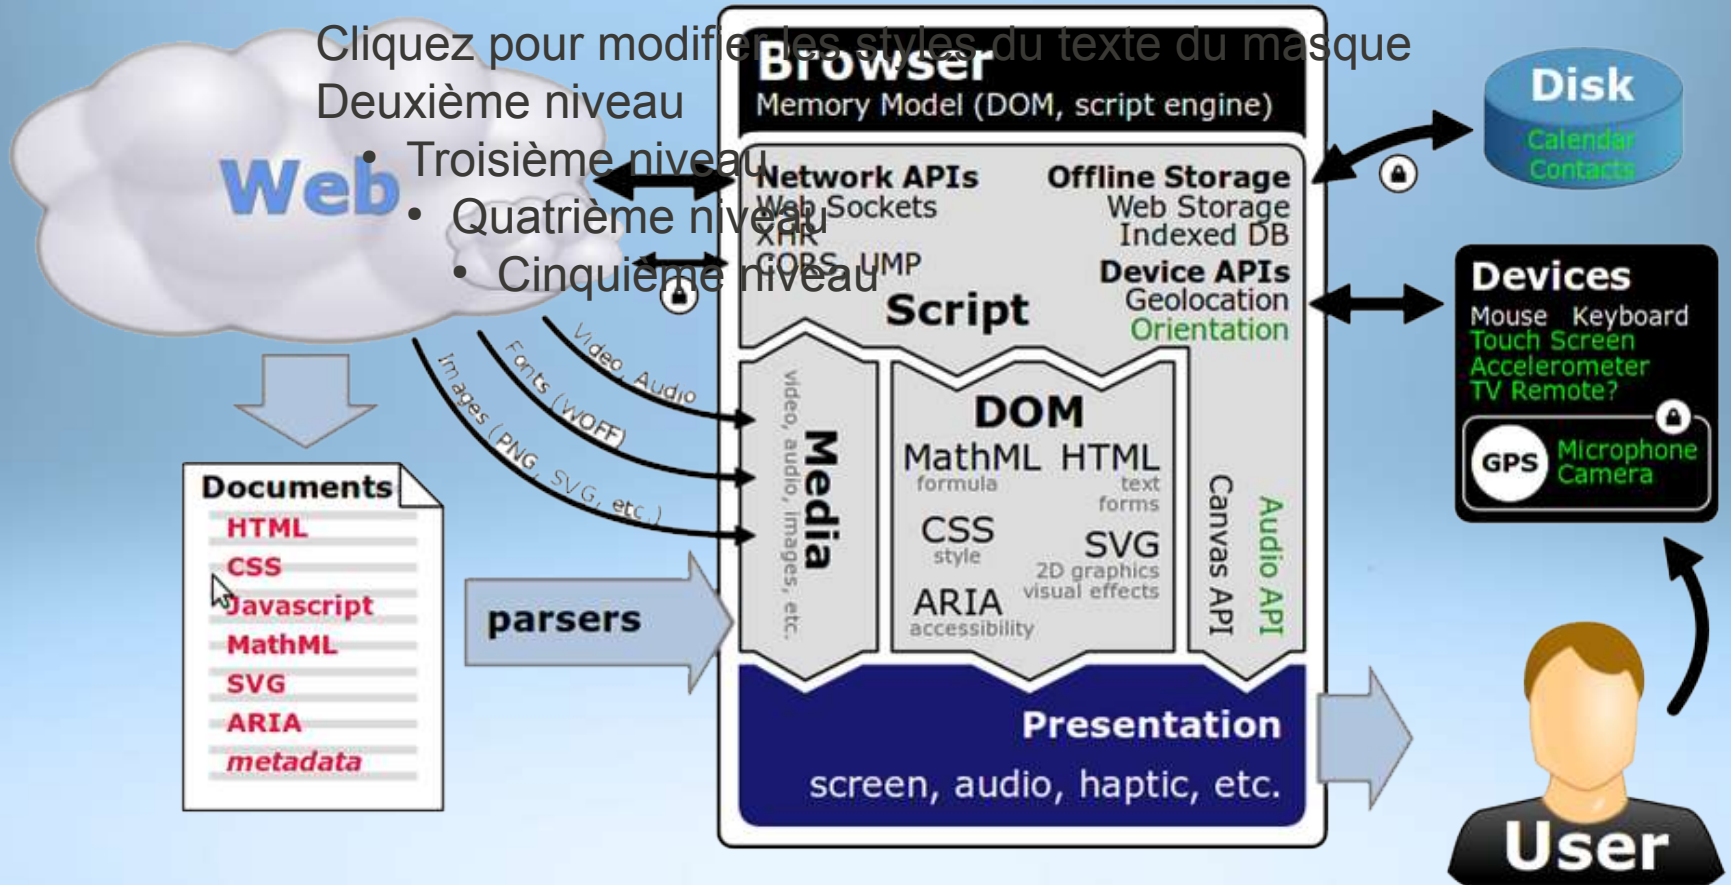 Cliquez pour modifier les styles du texte du masque
Deuxième niveau
• Troisième niveau
• Quatrième niveau
• Cinquième niveau
Web
Browser
Memory Model (DOM, script engine)
Network APIs
Web Sockets
XHR
CORS, UMP
Offline Storage
Web Storage
Indexed DB
Device APIs
Geolocation
Orientation
Script
Disk
Calendar
Contacts
Devices
Mouse Keyboard
Touch Screen
Accelerometer
TV Remote?
GPS
Microphone
Camera
Video, Audio
Fonts (WOFF)
Images (PNG, SVG, etc.)
Documents
HTML
CSS
Javascript
MathML
SVG
ARIA
metadata
parsers
Media
video, audio, images, etc.
DOM
MathML
formula
HTML
text
forms
CSS
style
SVG
2D graphics
visual effects
ARIA
accessibility
Canvas API
Audio API
Presentation
screen, audio, haptic, etc.
User